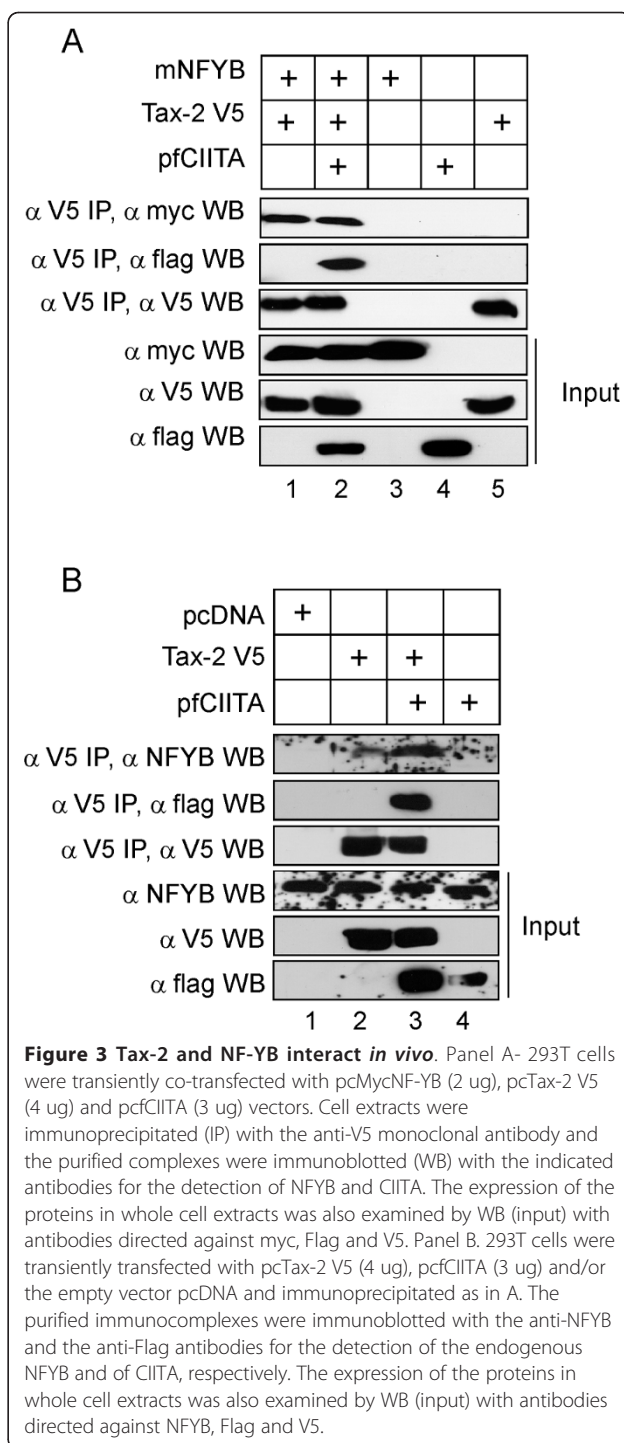 A
mNFYB + + +
Tax-2 V5 + + +
pfCIITA + +
α V5 IP, α myc WB
α V5 IP, α flag WB
α V5 IP, α V5 WB
α myc WB
α V5 WB
Input
α flag WB
1 2 3 4 5
B
pcDNA +
Tax-2 V5 + +
pfCIITA + +
α V5 IP, α NFYB WB
α V5 IP, α flag WB
α V5 IP, α V5 WB
α NFYB WB
α V5 WB
Input
α flag WB
1 2 3 4
Figure 3 Tax-2 and NF-YB interact in vivo. Panel A- 293T cells
were transiently co-transfected with pcMycNF-YB (2 ug), pcTax-2 V5
(4 ug) and pcfCIITA (3 ug) vectors. Cell extracts were
immunoprecipitated (IP) with the anti-V5 monoclonal antibody and
the purified complexes were immunoblotted (WB) with the indicated
antibodies for the detection of NFYB and CIITA. The expression of the
proteins in whole cell extracts was also examined by WB (input) with
antibodies directed against myc, Flag and V5. Panel B. 293T cells were
transiently transfected with pcTax-2 V5 (4 ug), pcfCIITA (3 ug) and/or
the empty vector pcDNA and immunoprecipitated as in A. The
purified immunocomplexes were immunoblotted with the anti-NFYB
and the anti-Flag antibodies for the detection of the endogenous
NFYB and of CIITA, respectively. The expression of the proteins in
whole cell extracts was also examined by WB (input) with antibodies
directed against NFYB, Flag and V5.